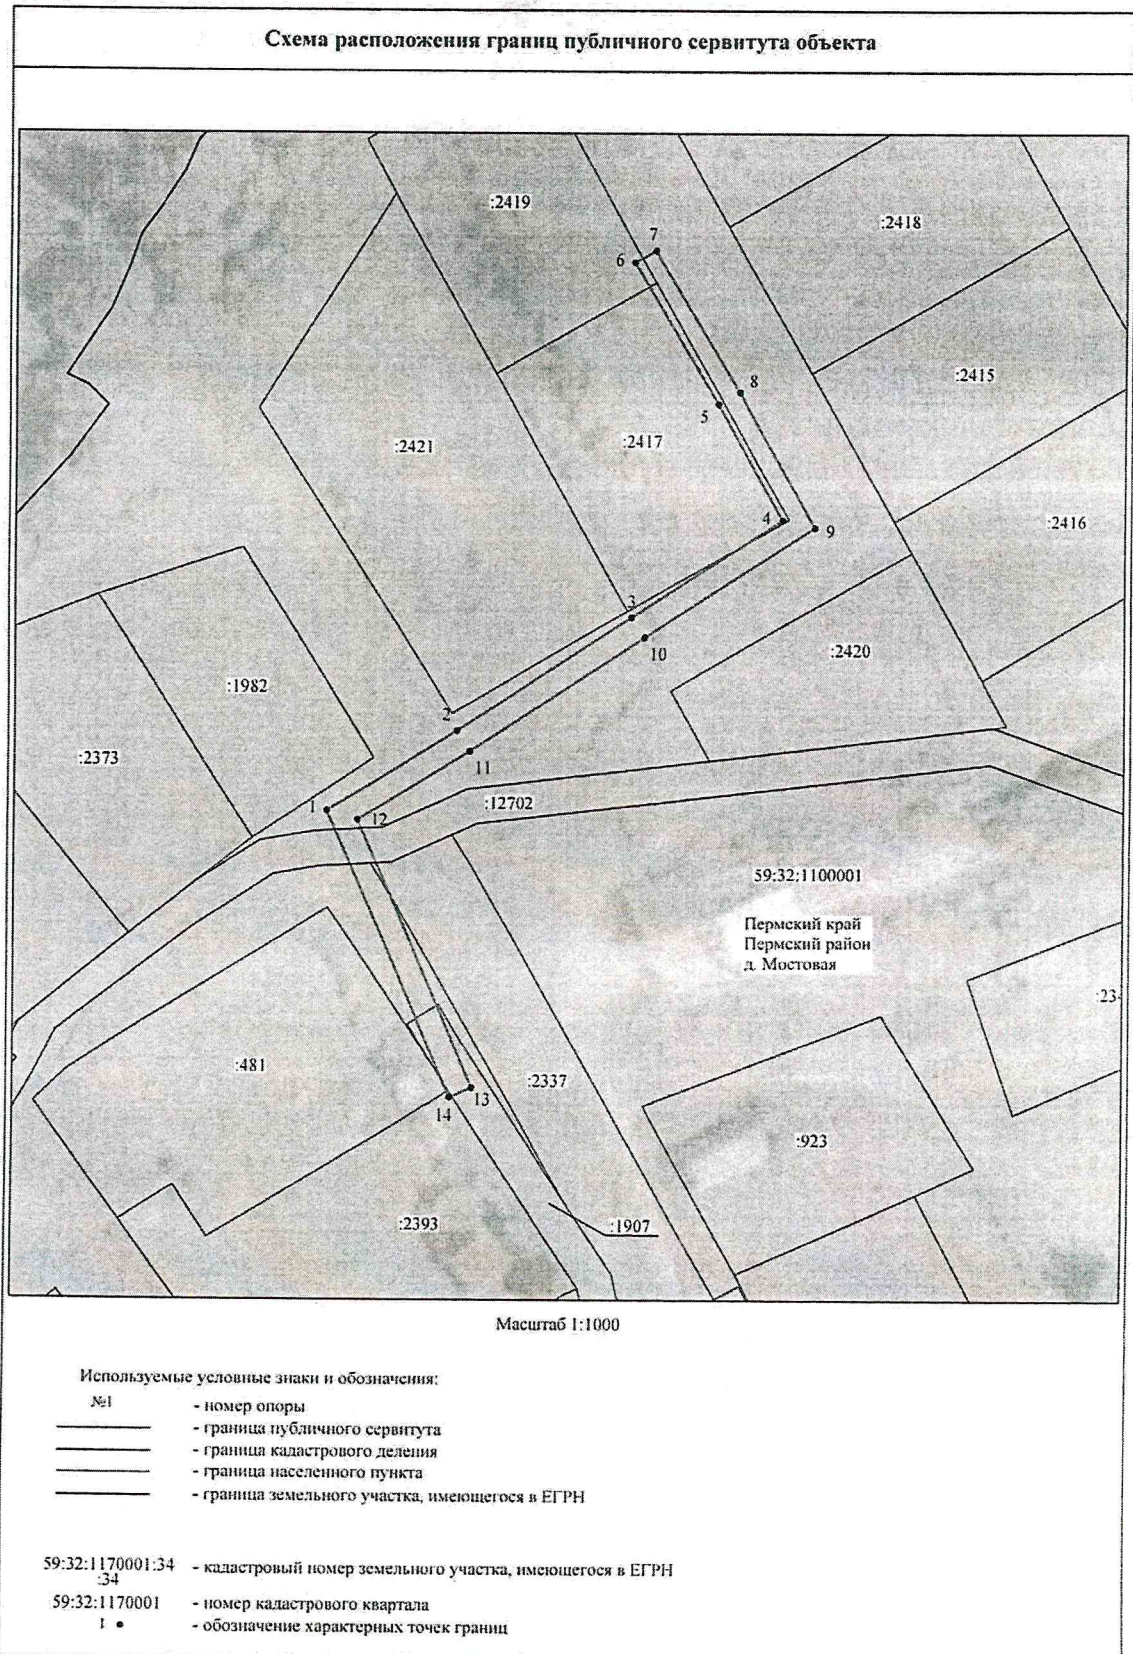 Схема расположения границ публичного сервитута объекта
:2419
:2418
7
6
:2415
8
5
:2421
:2417
4
9
:2416
3
10
:2420
:1982
2
:2373
11
1
12
:12702
59:32:1100001
Пермский край
Пермский район
д. Мостовая
:234
:481
13
:2337
14
:923
:2393
:1907
Масштаб 1:1000
Используемые условные знаки и обозначения:
№1 - номер опоры
- граница публичного сервитута
- граница кадастрового деления
- граница населенного пункта
- граница земельного участка, имеющегося в ЕГРН
59:32:1170001:34 - кадастровый номер земельного участка, имеющегося в ЕГРН
:34
59:32:1170001 - номер кадастрового квартала
1 ● - обозначение характерных точек границ